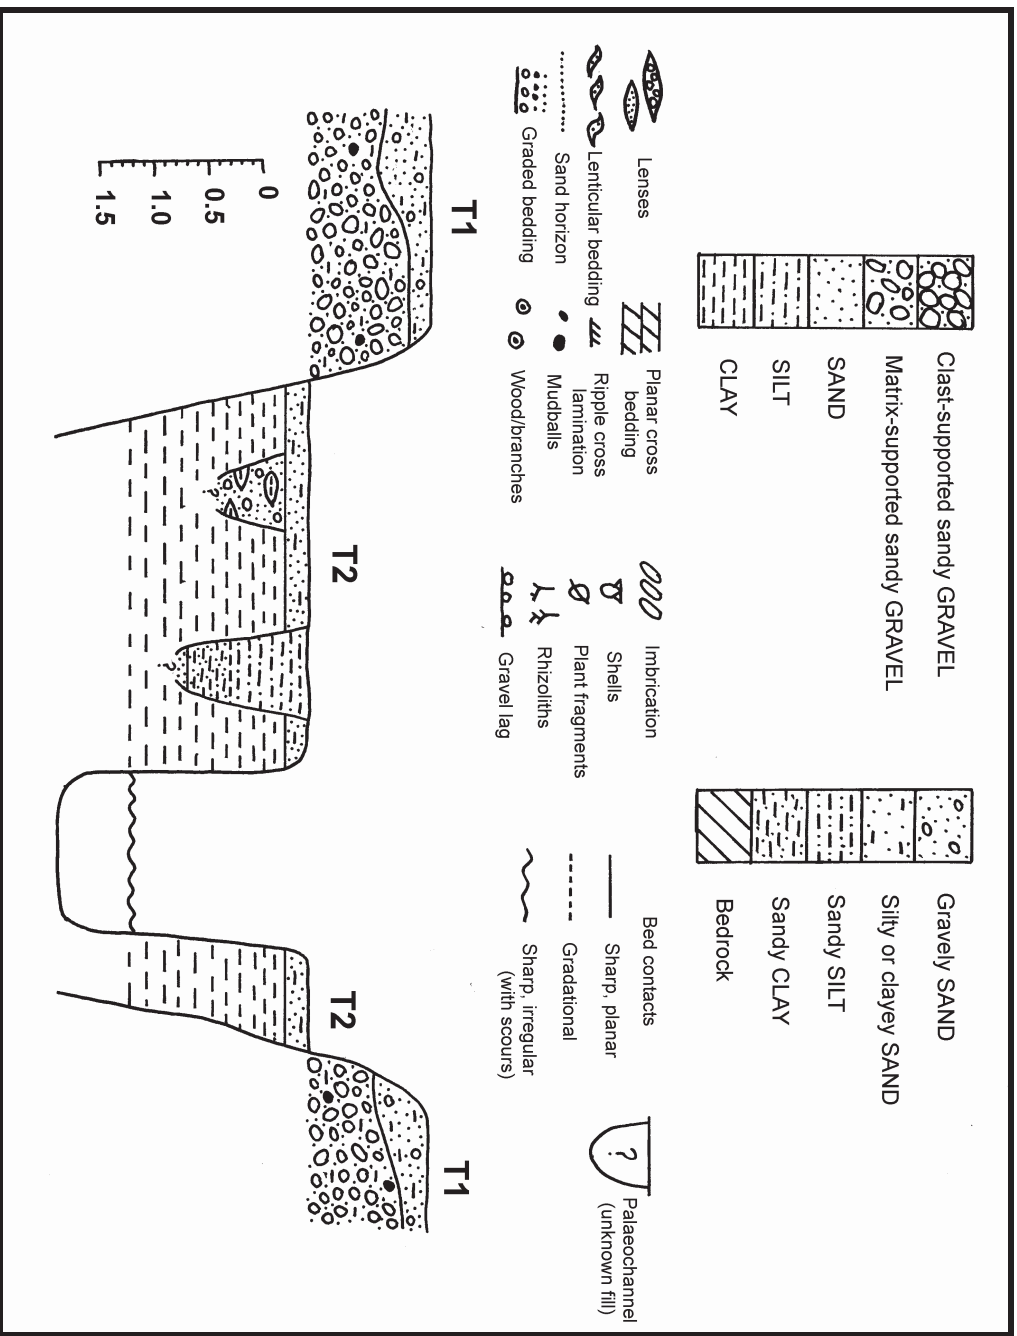 Clast-supported sandy GRAVEL
Matrix-supported sandy GRAVEL
SAND
SILT
CLAY
Gravely SAND
Silty or clayey SAND
Sandy SILT
Sandy CLAY
Bedrock
Lenses
Lenticular bedding
Sand horizon
Graded bedding
Planar cross
bedding
Ripple cross
lamination
Mudballs
Wood/branches
Imbrication
Shells
Plant fragments
Rhizoliths
Gravel lag
Bed contacts
Sharp, planar
Gradational
Sharp, irregular
(with scours)
?
Palaeochannel
(unknown fill)
T1
T2
T2
T1
0
0.5
1.0
1.5
?
?